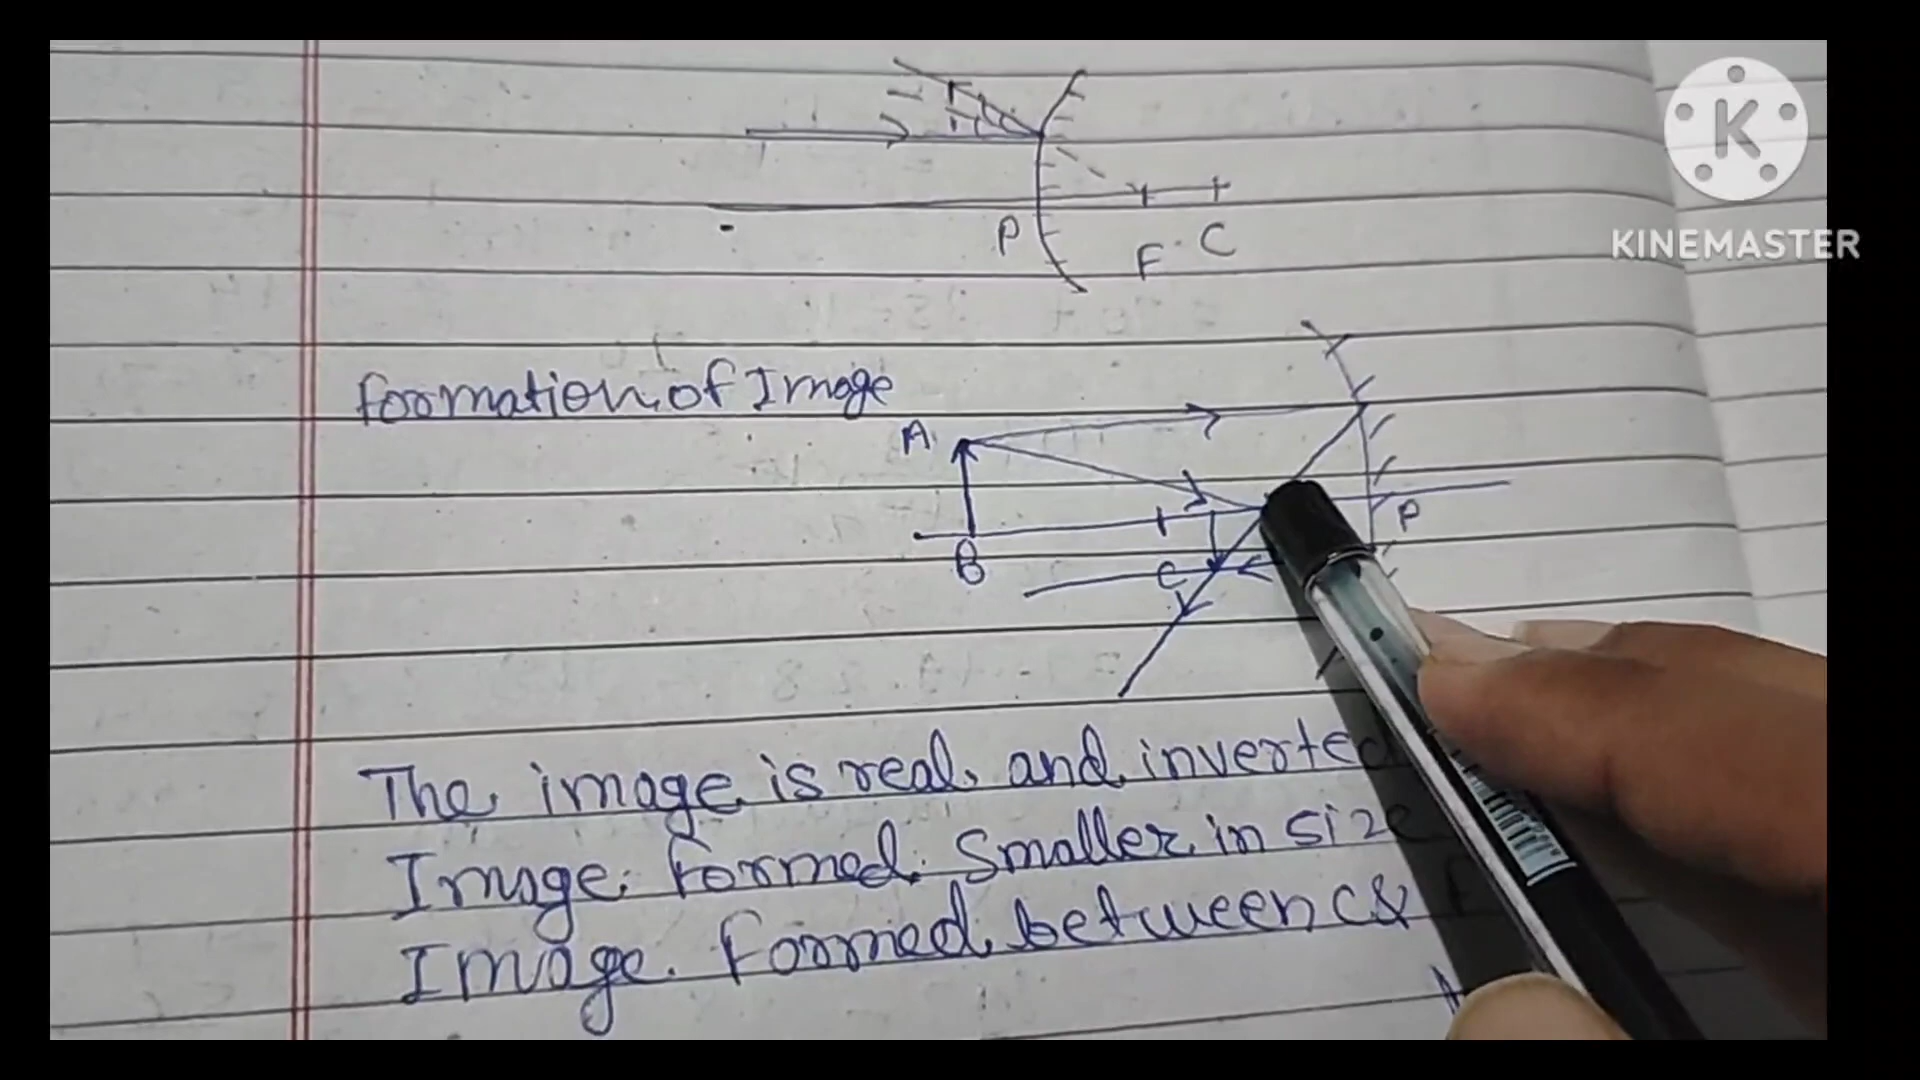 K
KINEMASTER
P F C
Formation of Image
A
B C P
The image is real and inverted
Image formed smaller in size
Image formed between C &